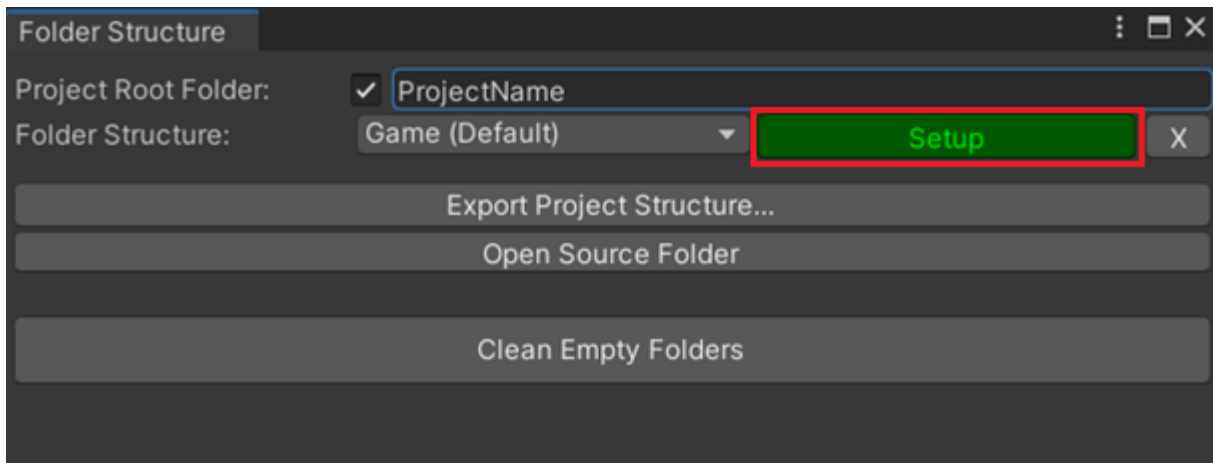 Folder Structure
Project Root Folder: ProjectName
Folder Structure: Game (Default) Setup X
Export Project Structure...
Open Source Folder
Clean Empty Folders